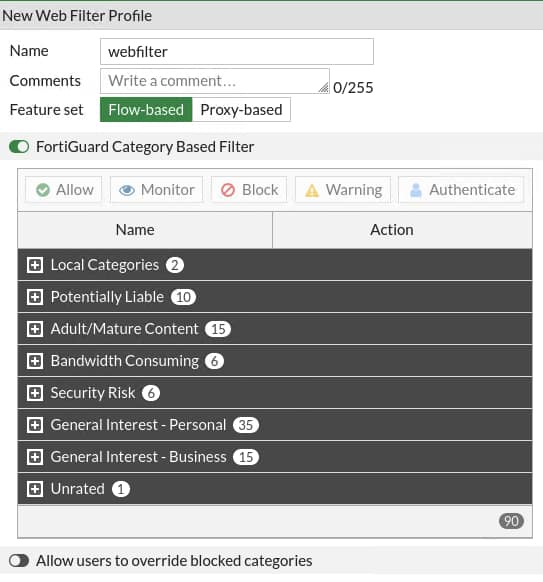 New Web Filter Profile
Name webfilter
Comments Write a comment... 0/255
Feature set Flow-based Proxy-based
FortiGuard Category Based Filter
Allow Monitor Block Warning Authenticate
Name Action
Local Categories 2
Potentially Liable 10
Adult/Mature Content 15
Bandwidth Consuming 6
Security Risk 6
General Interest - Personal 35
General Interest - Business 15
Unrated 1
90
Allow users to override blocked categories